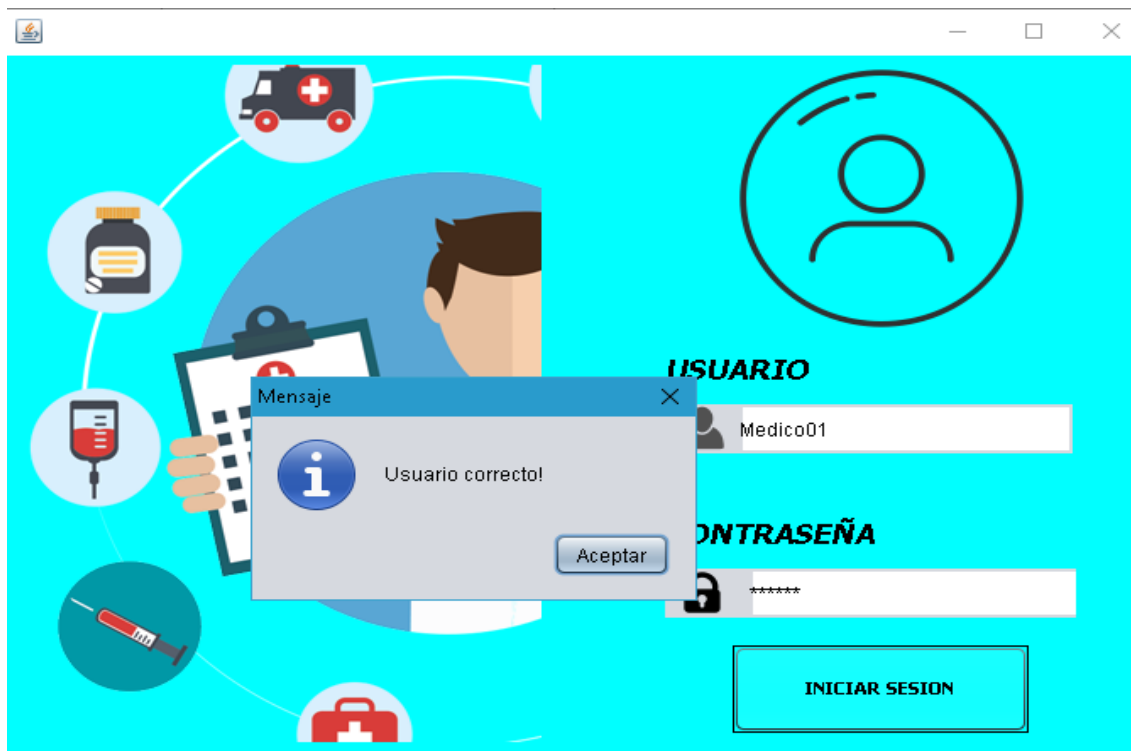 USUARIO
Mensaje
Medico01
Usuario correcto!
ONTRASEÑA
Aceptar
******
INICIAR SESION